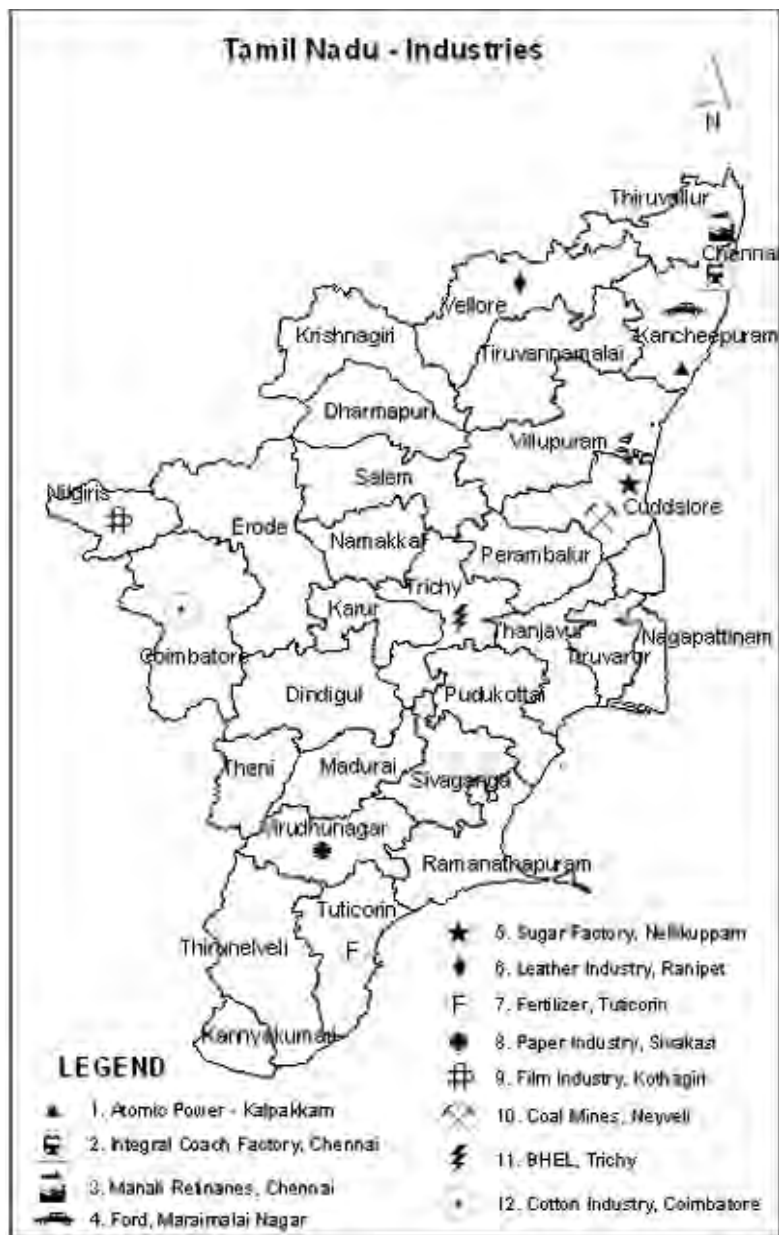 Tamil Nadu - Industries
N
Thiruvallur
Chennai
Vellore
Kancheepuram
Krishnagiri
Tiruvannamalai
Dharmapuri
Villupuram
Salem
Nilgiris
Cuddalore
Erode
Namakkal
Perambalur
Trichy
Karur
Thanjavur
Nagapattinam
Tiruvarur
Coimbatore
Dindigul
Pudukottai
Theni
Madurai
Sivaganga
Virudhunagar
Ramanathapuram
Tuticorin
Thirunelveli
F
Kannyakumari
LEGEND
1. Atomic Power - Kalpakkam
2. Integral Coach Factory, Chennai
3. Manali Refinaries, Chennai
4. Ford, Maraimalai Nagar
5. Sugar Factory, Nellikuppam
6. Leather Industry, Ranipet
F 7. Fertilizer, Tuticorin
8. Paper Industry, Sivakasi
9. Film Industry, Kothagiri
10. Coal Mines, Neyveli
11. BHEL, Trichy
12. Cotton Industry, Coimbatore